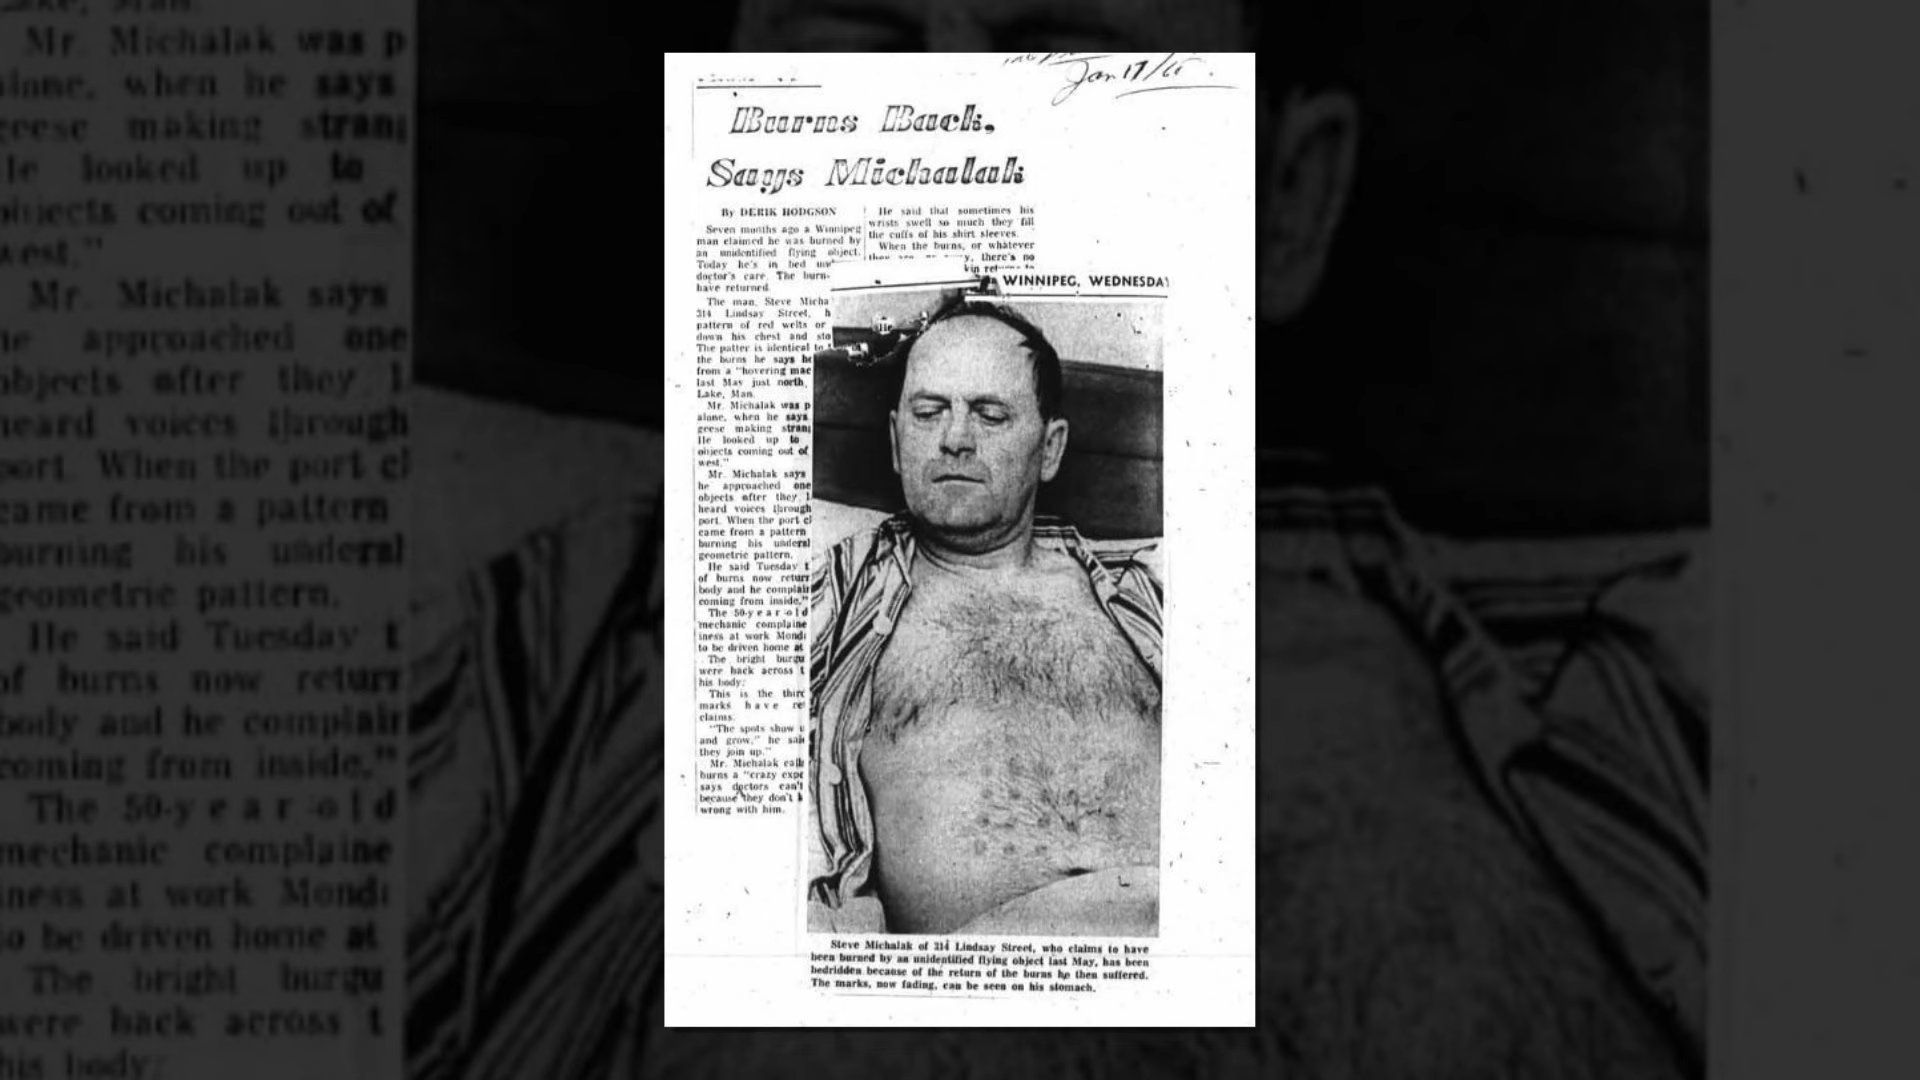 Jan 17/
Burns Back,
Says Michalak
By DERIK HODGSON
Seven months ago a Winnipeg
man claimed he was burned by
an unidentified flying object.
Today he's in bed
doctor's care. The burn-
have returned.
The man, Steve Micha
314 Lindsay Street, h
pattern of red welts or
down his chest and sto
The patter is identical to
the burns he says he
from a "hovering mac
last May just north,
Lake, Man.
Mr. Michalak was p
alone, when he says
geese making strang
He looked up to
objects coming out of
west."
Mr. Michalak says
he approached one
objects after they l
heard voices through
port. When the port cl
came from a pattern
burning his
geometric pattern.
He said Tuesday t
of burns now return
body and he complain
coming from inside."
The 50-year-old
mechanic complaine
iness at work Monda
to be driven home at
The bright burgu
were back across t
his body.
This is the third
marks have re
claims.
"The spots show u
and grow," he said
they join up."
Mr. Michalak calls
burns a "crazy expe
says doctors can't
because they don't k
wrong with him.
He said that sometimes his
wrists swell so much they fill
the cuffs of his shirt sleeves.
When the burns, or whatever
y, there's no
WINNIPEG, WEDNESDAY
Steve Michalak of 314 Lindsay Street, who claims to have
been burned by an unidentified flying object last May, has been
bedridden because of the return of the burns he then suffered.
The marks, now fading, can be seen on his stomach.